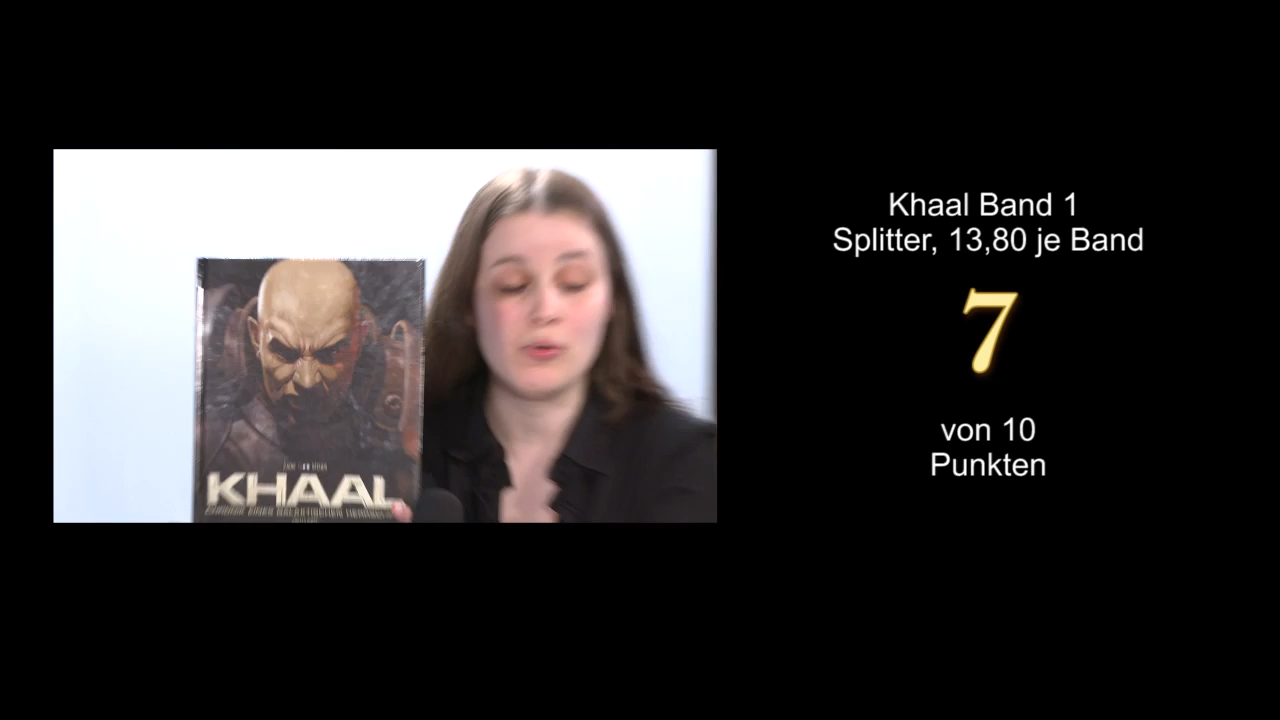 KHAAL
Khaal Band 1
Splitter, 13,80 je Band
7
von 10
Punkten